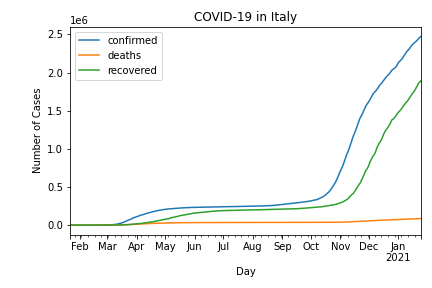 COVID-19 in Italy
1e6
confirmed
deaths
recovered
Number of Cases
2.5
2.0
1.5
1.0
0.5
0.0
Feb Mar Apr May Jun Jul Aug Sep Oct Nov Dec Jan
2021
Day